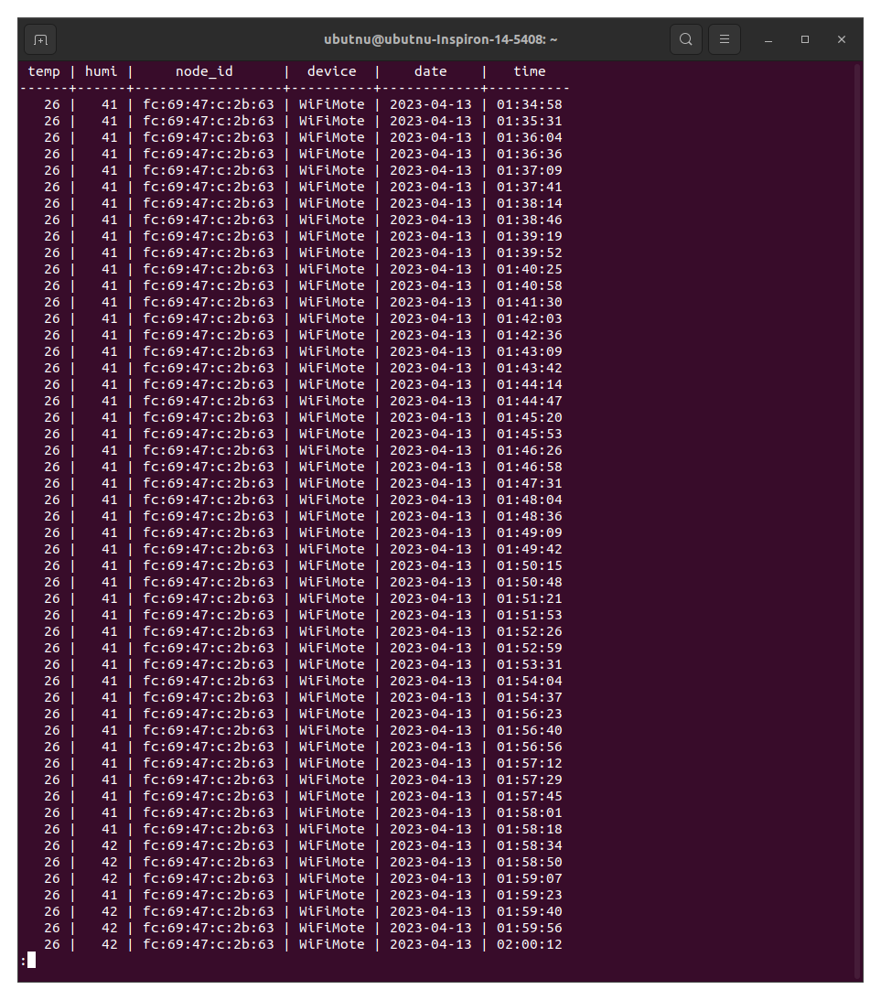 ubutnu@ubutnu-Inspiron-14-5408: ~
temp | humi |     node_id      |  device  |    date    |   time
------+------+------------------+----------+------------+----------
26 |   41 | fc:69:47:c:2b:63 | WiFiMote | 2023-04-13 | 01:34:58
26 |   41 | fc:69:47:c:2b:63 | WiFiMote | 2023-04-13 | 01:35:31
26 |   41 | fc:69:47:c:2b:63 | WiFiMote | 2023-04-13 | 01:36:04
26 |   41 | fc:69:47:c:2b:63 | WiFiMote | 2023-04-13 | 01:36:36
26 |   41 | fc:69:47:c:2b:63 | WiFiMote | 2023-04-13 | 01:37:09
26 |   41 | fc:69:47:c:2b:63 | WiFiMote | 2023-04-13 | 01:37:41
26 |   41 | fc:69:47:c:2b:63 | WiFiMote | 2023-04-13 | 01:38:14
26 |   41 | fc:69:47:c:2b:63 | WiFiMote | 2023-04-13 | 01:38:46
26 |   41 | fc:69:47:c:2b:63 | WiFiMote | 2023-04-13 | 01:39:19
26 |   41 | fc:69:47:c:2b:63 | WiFiMote | 2023-04-13 | 01:39:52
26 |   41 | fc:69:47:c:2b:63 | WiFiMote | 2023-04-13 | 01:40:25
26 |   41 | fc:69:47:c:2b:63 | WiFiMote | 2023-04-13 | 01:40:58
26 |   41 | fc:69:47:c:2b:63 | WiFiMote | 2023-04-13 | 01:41:30
26 |   41 | fc:69:47:c:2b:63 | WiFiMote | 2023-04-13 | 01:42:03
26 |   41 | fc:69:47:c:2b:63 | WiFiMote | 2023-04-13 | 01:42:36
26 |   41 | fc:69:47:c:2b:63 | WiFiMote | 2023-04-13 | 01:43:09
26 |   41 | fc:69:47:c:2b:63 | WiFiMote | 2023-04-13 | 01:43:42
26 |   41 | fc:69:47:c:2b:63 | WiFiMote | 2023-04-13 | 01:44:14
26 |   41 | fc:69:47:c:2b:63 | WiFiMote | 2023-04-13 | 01:44:47
26 |   41 | fc:69:47:c:2b:63 | WiFiMote | 2023-04-13 | 01:45:20
26 |   41 | fc:69:47:c:2b:63 | WiFiMote | 2023-04-13 | 01:45:53
26 |   41 | fc:69:47:c:2b:63 | WiFiMote | 2023-04-13 | 01:46:26
26 |   41 | fc:69:47:c:2b:63 | WiFiMote | 2023-04-13 | 01:46:58
26 |   41 | fc:69:47:c:2b:63 | WiFiMote | 2023-04-13 | 01:47:31
26 |   41 | fc:69:47:c:2b:63 | WiFiMote | 2023-04-13 | 01:48:04
26 |   41 | fc:69:47:c:2b:63 | WiFiMote | 2023-04-13 | 01:48:36
26 |   41 | fc:69:47:c:2b:63 | WiFiMote | 2023-04-13 | 01:49:09
26 |   41 | fc:69:47:c:2b:63 | WiFiMote | 2023-04-13 | 01:49:42
26 |   41 | fc:69:47:c:2b:63 | WiFiMote | 2023-04-13 | 01:50:15
26 |   41 | fc:69:47:c:2b:63 | WiFiMote | 2023-04-13 | 01:50:48
26 |   41 | fc:69:47:c:2b:63 | WiFiMote | 2023-04-13 | 01:51:21
26 |   41 | fc:69:47:c:2b:63 | WiFiMote | 2023-04-13 | 01:51:53
26 |   41 | fc:69:47:c:2b:63 | WiFiMote | 2023-04-13 | 01:52:26
26 |   41 | fc:69:47:c:2b:63 | WiFiMote | 2023-04-13 | 01:52:59
26 |   41 | fc:69:47:c:2b:63 | WiFiMote | 2023-04-13 | 01:53:31
26 |   41 | fc:69:47:c:2b:63 | WiFiMote | 2023-04-13 | 01:54:04
26 |   41 | fc:69:47:c:2b:63 | WiFiMote | 2023-04-13 | 01:54:37
26 |   41 | fc:69:47:c:2b:63 | WiFiMote | 2023-04-13 | 01:56:23
26 |   41 | fc:69:47:c:2b:63 | WiFiMote | 2023-04-13 | 01:56:40
26 |   41 | fc:69:47:c:2b:63 | WiFiMote | 2023-04-13 | 01:56:56
26 |   41 | fc:69:47:c:2b:63 | WiFiMote | 2023-04-13 | 01:57:12
26 |   41 | fc:69:47:c:2b:63 | WiFiMote | 2023-04-13 | 01:57:29
26 |   41 | fc:69:47:c:2b:63 | WiFiMote | 2023-04-13 | 01:57:45
26 |   41 | fc:69:47:c:2b:63 | WiFiMote | 2023-04-13 | 01:58:01
26 |   41 | fc:69:47:c:2b:63 | WiFiMote | 2023-04-13 | 01:58:18
26 |   42 | fc:69:47:c:2b:63 | WiFiMote | 2023-04-13 | 01:58:34
26 |   42 | fc:69:47:c:2b:63 | WiFiMote | 2023-04-13 | 01:58:50
26 |   42 | fc:69:47:c:2b:63 | WiFiMote | 2023-04-13 | 01:59:07
26 |   41 | fc:69:47:c:2b:63 | WiFiMote | 2023-04-13 | 01:59:23
26 |   42 | fc:69:47:c:2b:63 | WiFiMote | 2023-04-13 | 01:59:40
26 |   42 | fc:69:47:c:2b:63 | WiFiMote | 2023-04-13 | 01:59:56
26 |   42 | fc:69:47:c:2b:63 | WiFiMote | 2023-04-13 | 02:00:12
: